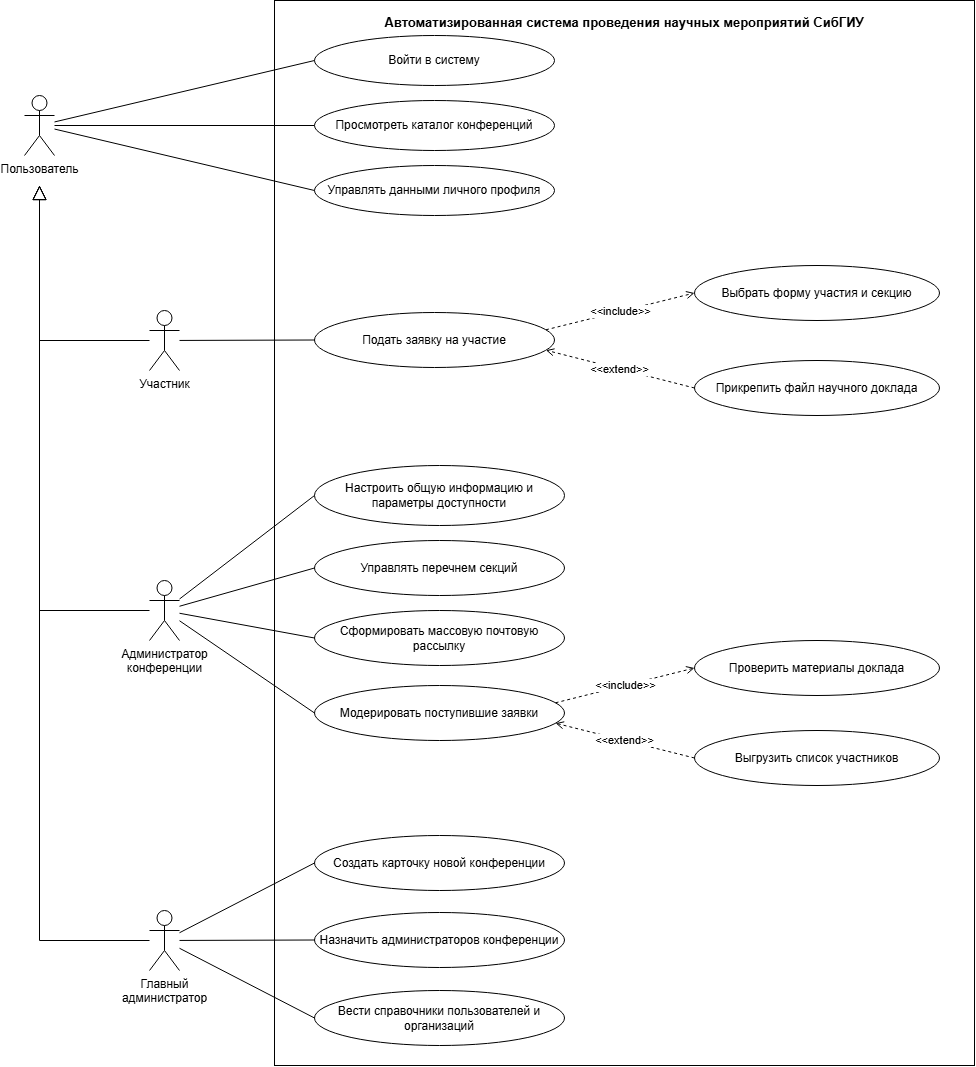 Автоматизированная система проведения научных мероприятий СибГИУ
Войти в систему
Просмотреть каталог конференций
Пользователь
Управлять данными личного профиля
Выбрать форму участия и секцию
<<include>>
Подать заявку на участие
<<extend>>
Участник
Прикрепить файл научного доклада
Настроить общую информацию и
параметры доступности
Управлять перечнем секций
Сформировать массовую почтовую
рассылку
Администратор
конференции
Проверить материалы доклада
<<include>>
Модерировать поступившие заявки
<<extend>>
Выгрузить список участников
Создать карточку новой конференции
Назначить администраторов конференции
Главный
администратор
Вести справочники пользователей и
организаций